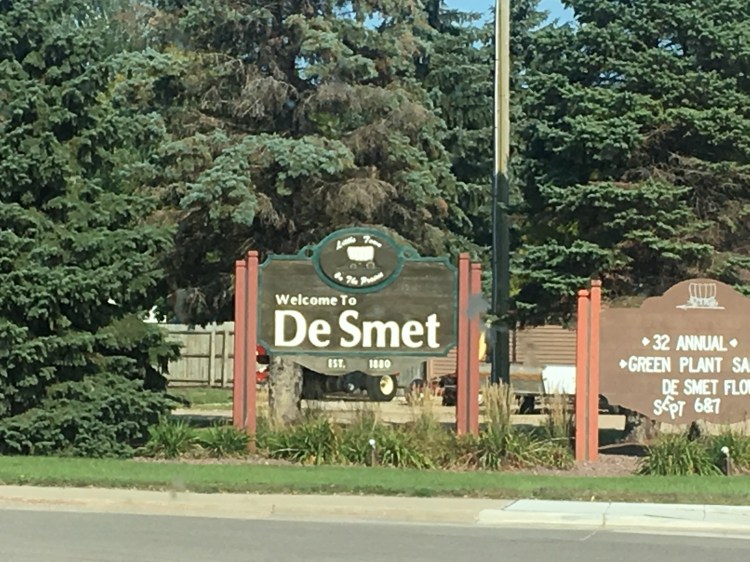 Little Town
On The Prairie
Welcome To
De Smet
EST. 1880
32 ANNUAL
GREEN PLANT SA
DE SMET FLO
SEPT 6&7